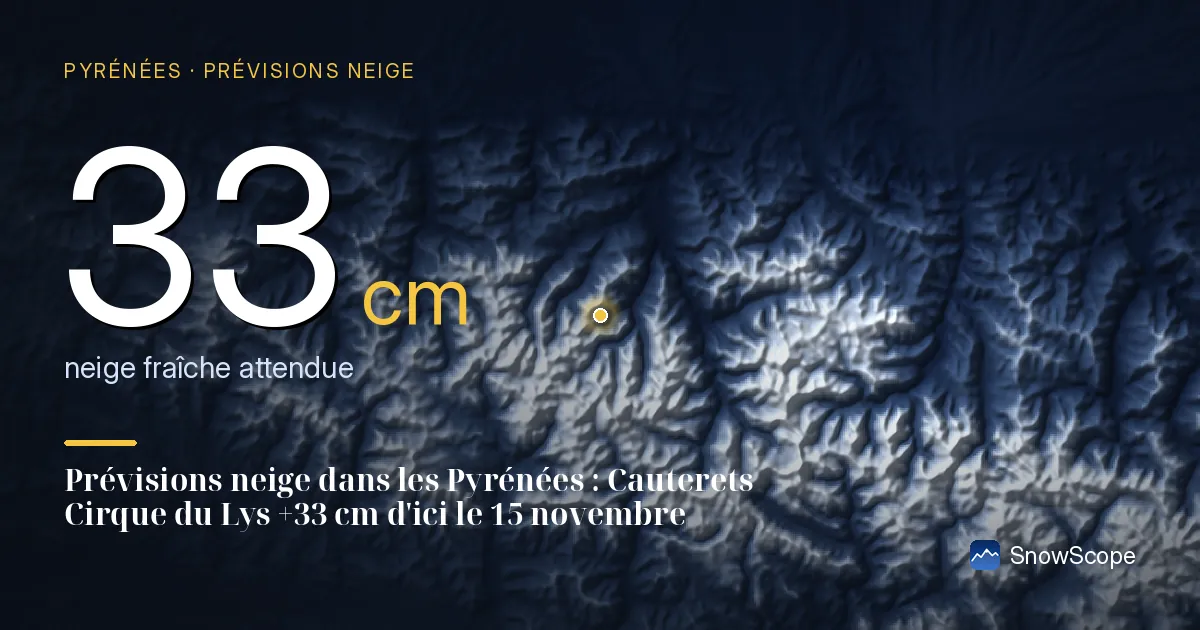 PYRÉNÉES · PRÉVISIONS NEIGE
33 cm
neige fraîche attendue
Prévisions neige dans les Pyrénées : Cauterets
Cirque du Lys +33 cm d'ici le 15 novembre
SnowScope